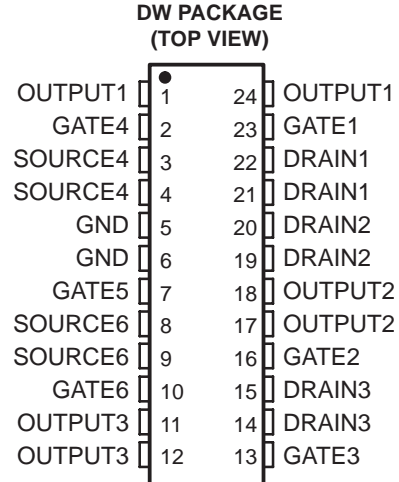 DW PACKAGE
(TOP VIEW)
OUTPUT1 1 24 OUTPUT1
GATE4 2 23 GATE1
SOURCE4 3 22 DRAIN1
SOURCE4 4 21 DRAIN1
GND 5 20 DRAIN2
GND 6 19 DRAIN2
GATE5 7 18 OUTPUT2
SOURCE6 8 17 OUTPUT2
SOURCE6 9 16 GATE2
GATE6 10 15 DRAIN3
OUTPUT3 11 14 DRAIN3
OUTPUT3 12 13 GATE3